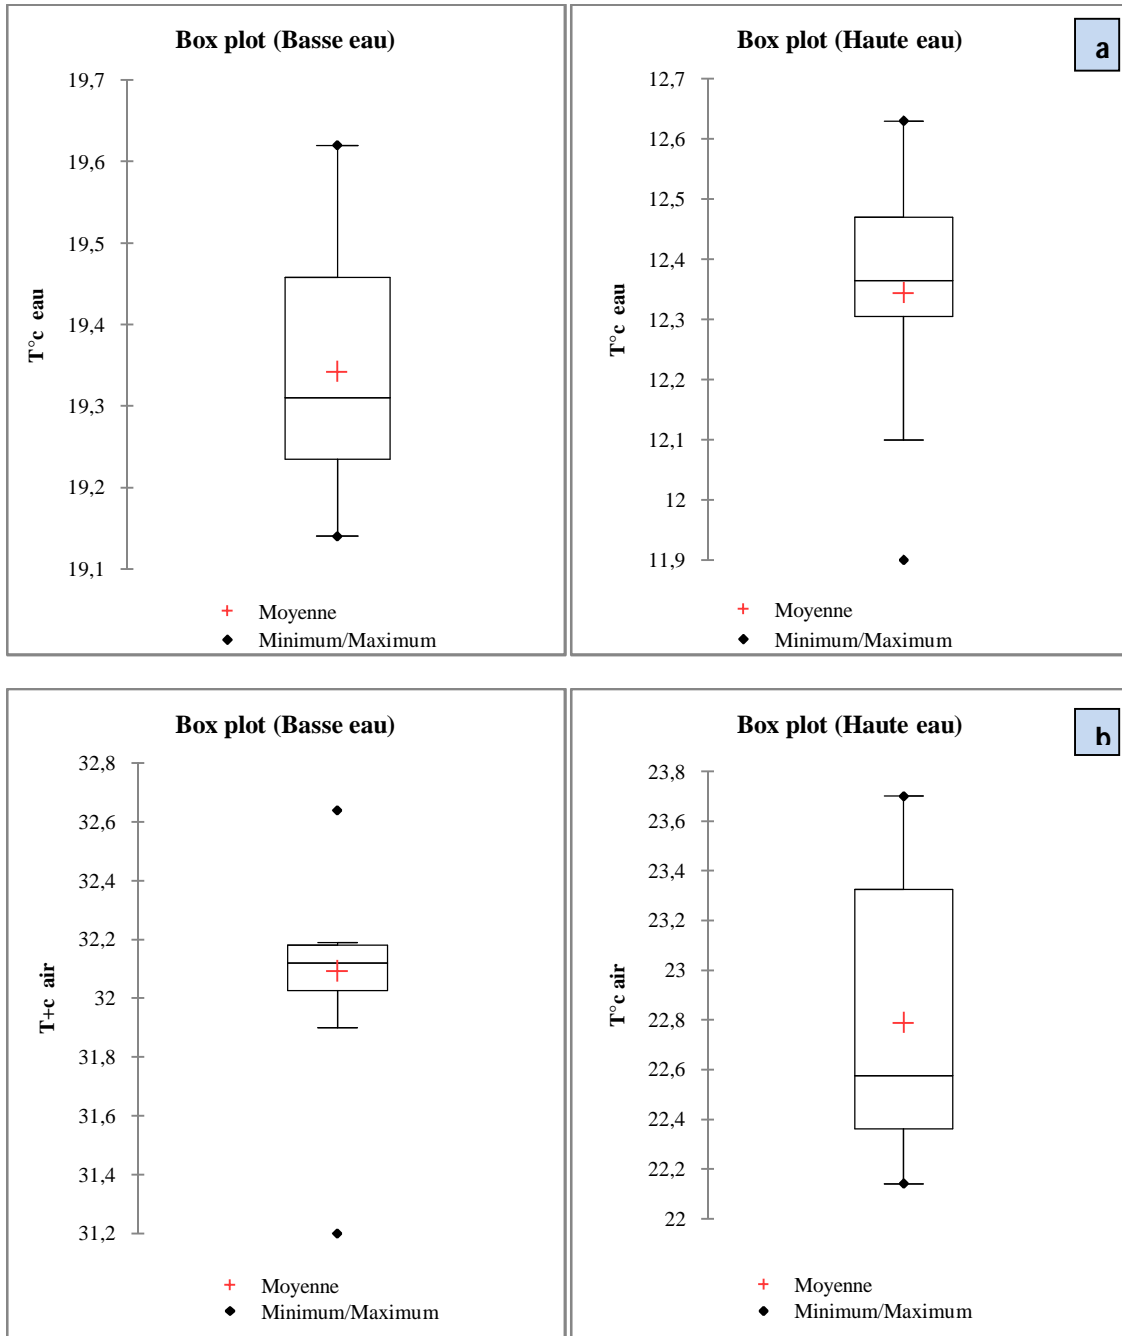 Box plot (Basse eau)
19,7
19,6
19,5
19,4
19,3
19,2
19,1
T°c eau
Moyenne
Minimum/Maximum
Box plot (Haute eau)
a
12,7
12,6
12,5
12,4
12,3
12,2
12,1
12
11,9
T°c eau
Moyenne
Minimum/Maximum
Box plot (Basse eau)
32,8
32,6
32,4
32,2
32
31,8
31,6
31,4
31,2
T+c air
Moyenne
Minimum/Maximum
Box plot (Haute eau)
b
23,8
23,6
23,4
23,2
23
22,8
22,6
22,4
22,2
22
T°c air
Moyenne
Minimum/Maximum